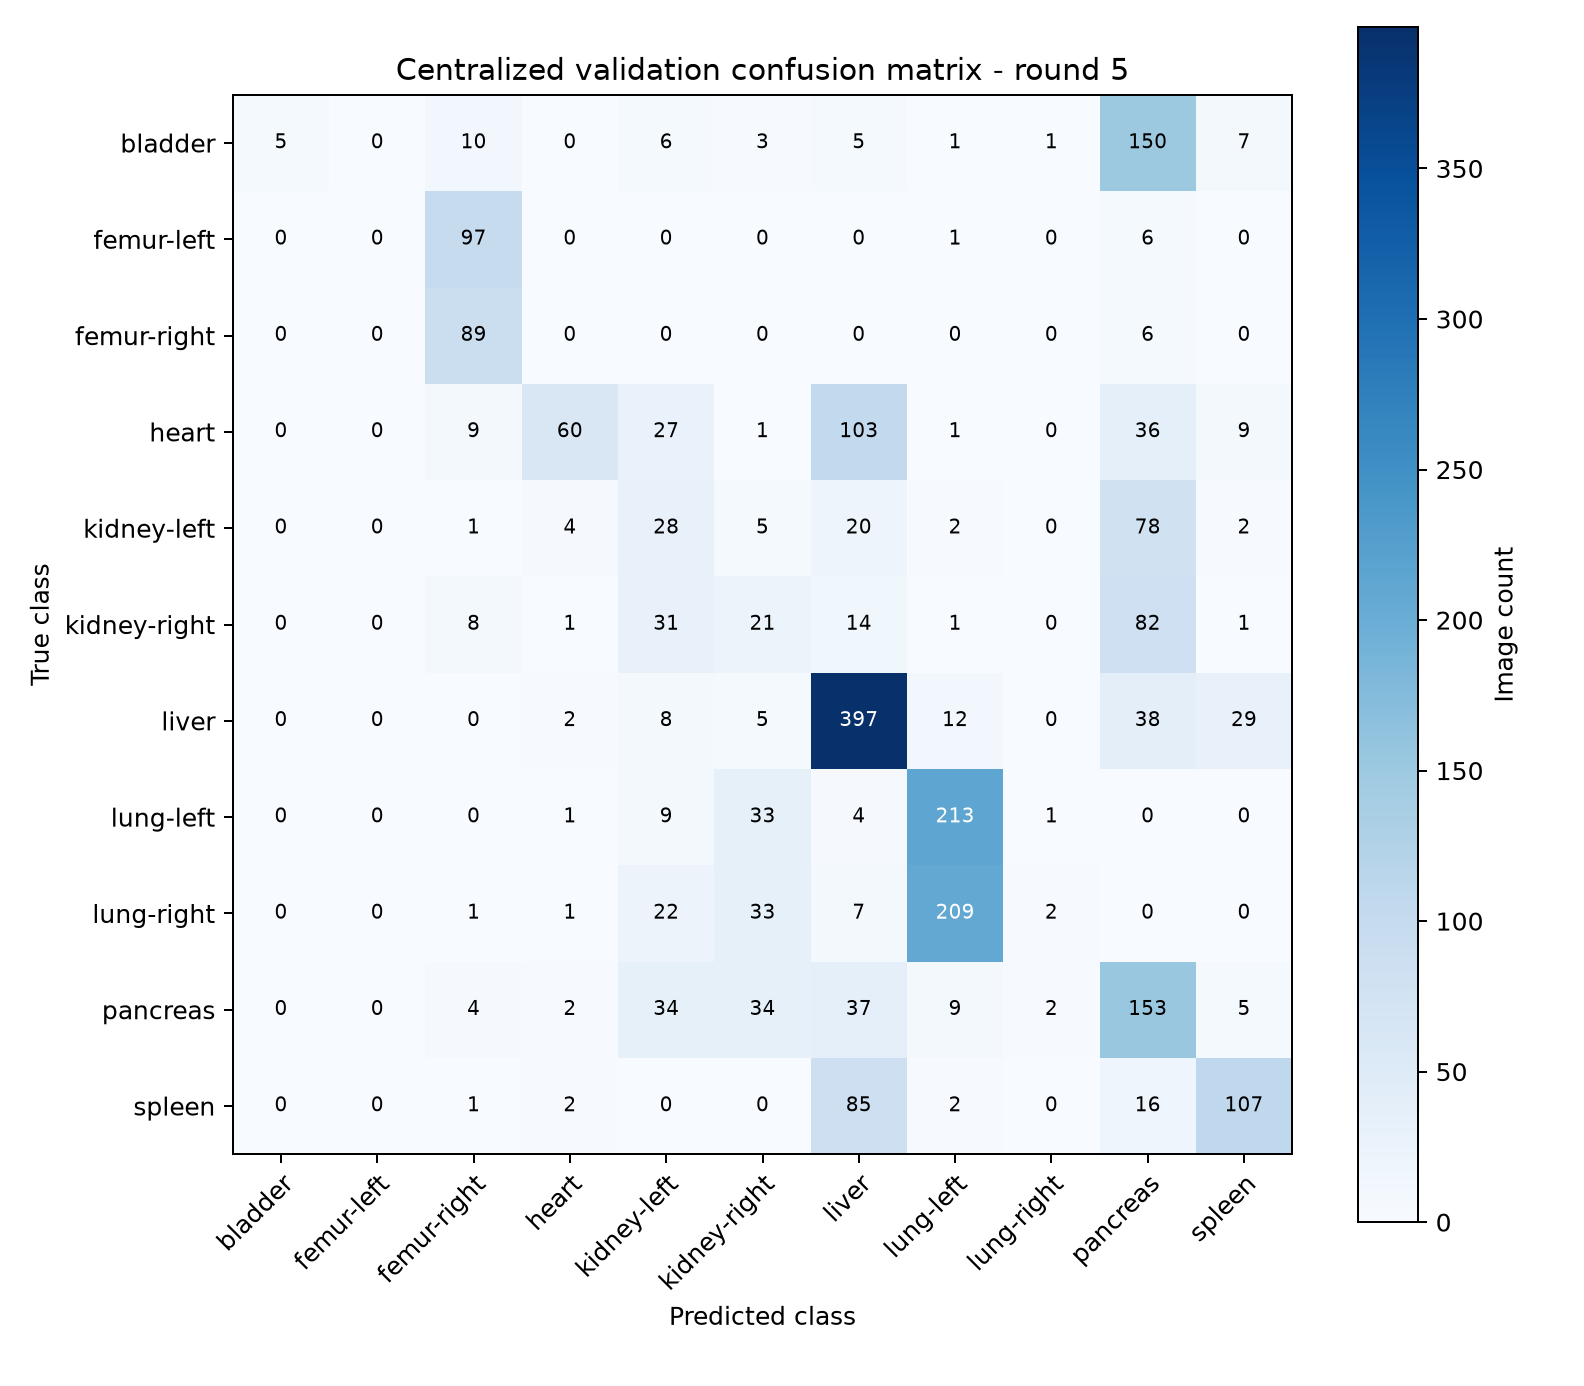 Centralized validation confusion matrix - round 5
bladder 5 0 10 0 6 3 5 1 1 150 7
femur-left 0 0 97 0 0 0 0 1 0 6 0
femur-right 0 0 89 0 0 0 0 0 0 6 0
heart 0 0 9 60 27 1 103 1 0 36 9
kidney-left 0 0 1 4 28 5 20 2 0 78 2
kidney-right 0 0 8 1 31 21 14 1 0 82 1
liver 0 0 0 2 8 5 397 12 0 38 29
lung-left 0 0 0 1 9 33 4 213 1 0 0
lung-right 0 0 1 1 22 33 7 209 2 0 0
pancreas 0 0 4 2 34 34 37 9 2 153 5
spleen 0 0 1 2 0 0 85 2 0 16 107
True class
bladder femur-left femur-right heart kidney-left kidney-right liver lung-left lung-right pancreas spleen
Predicted class
350
300
250
200
150
100
50
0
Image count